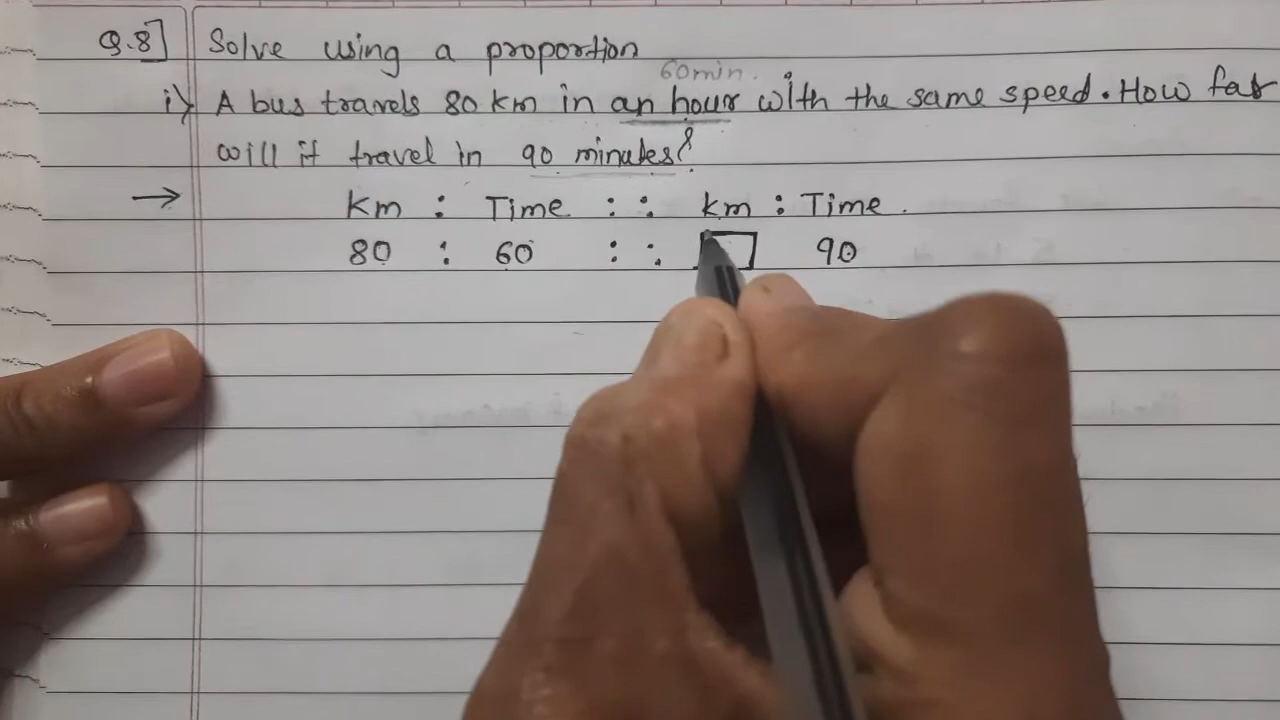 Q.8] Solve using a proportion
60min.
i) A bus travels 80 km in an hour with the same speed. How far
will it travel in 90 minutes?
→ Km : Time :: km : Time.
80 : 60 :: □ 90